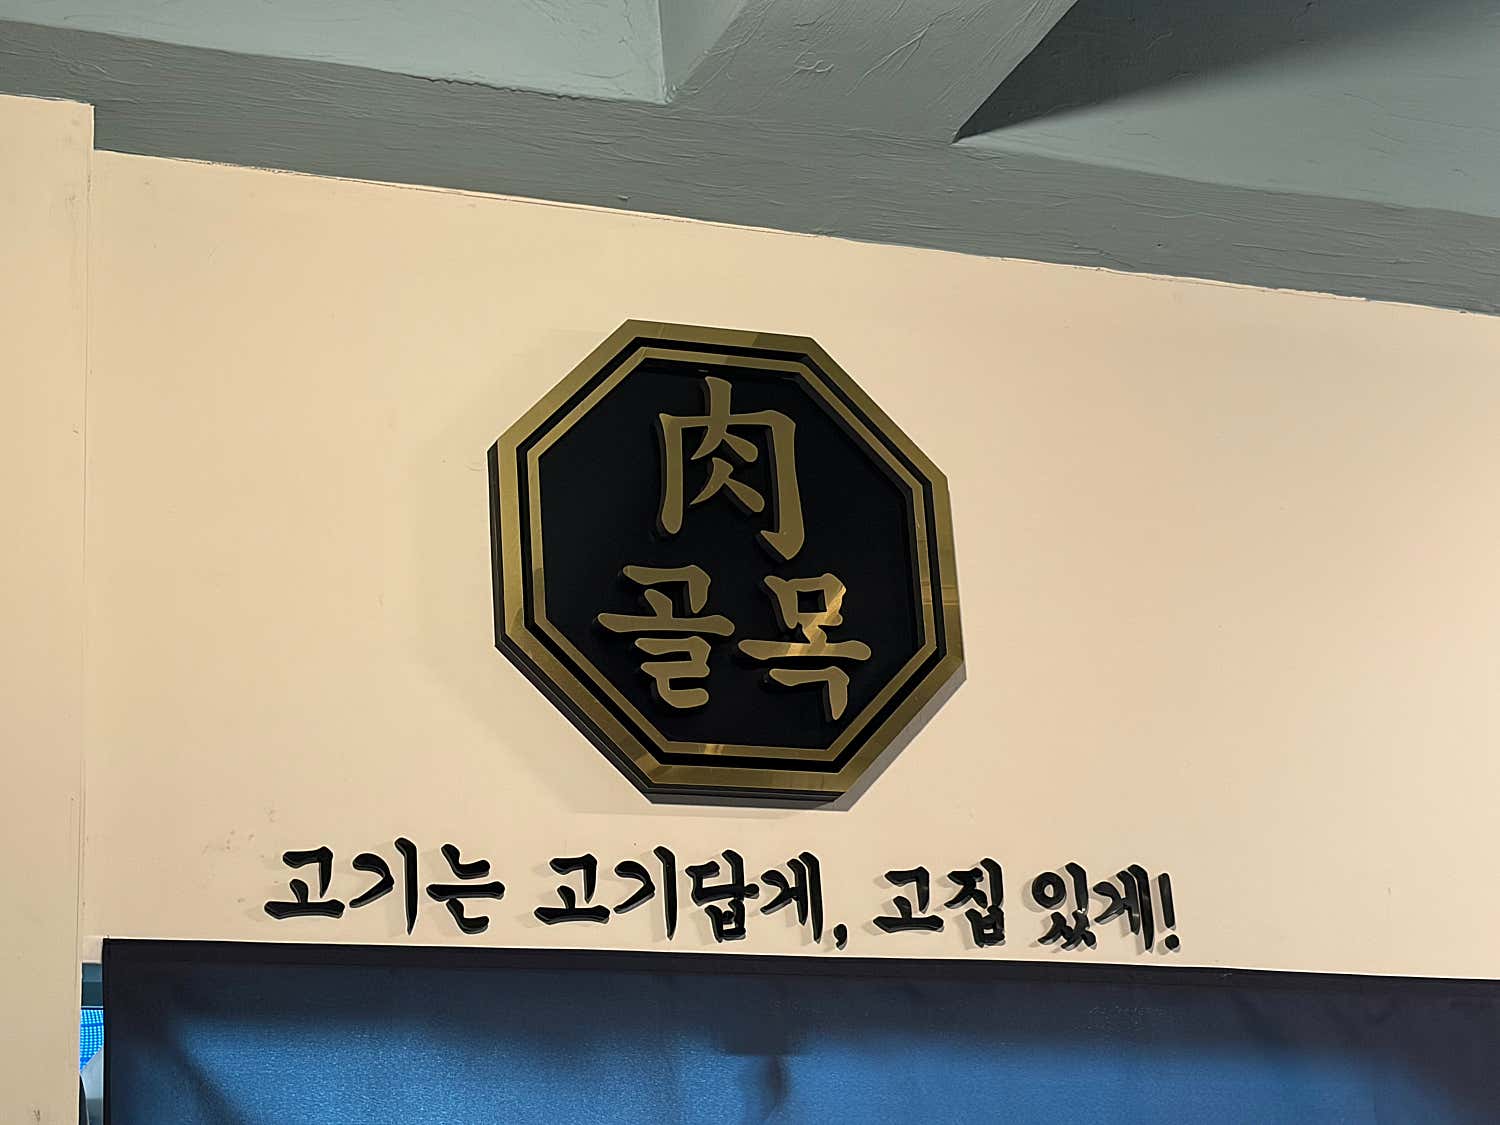 肉
골목
고기는 고기답게, 고집 있게!